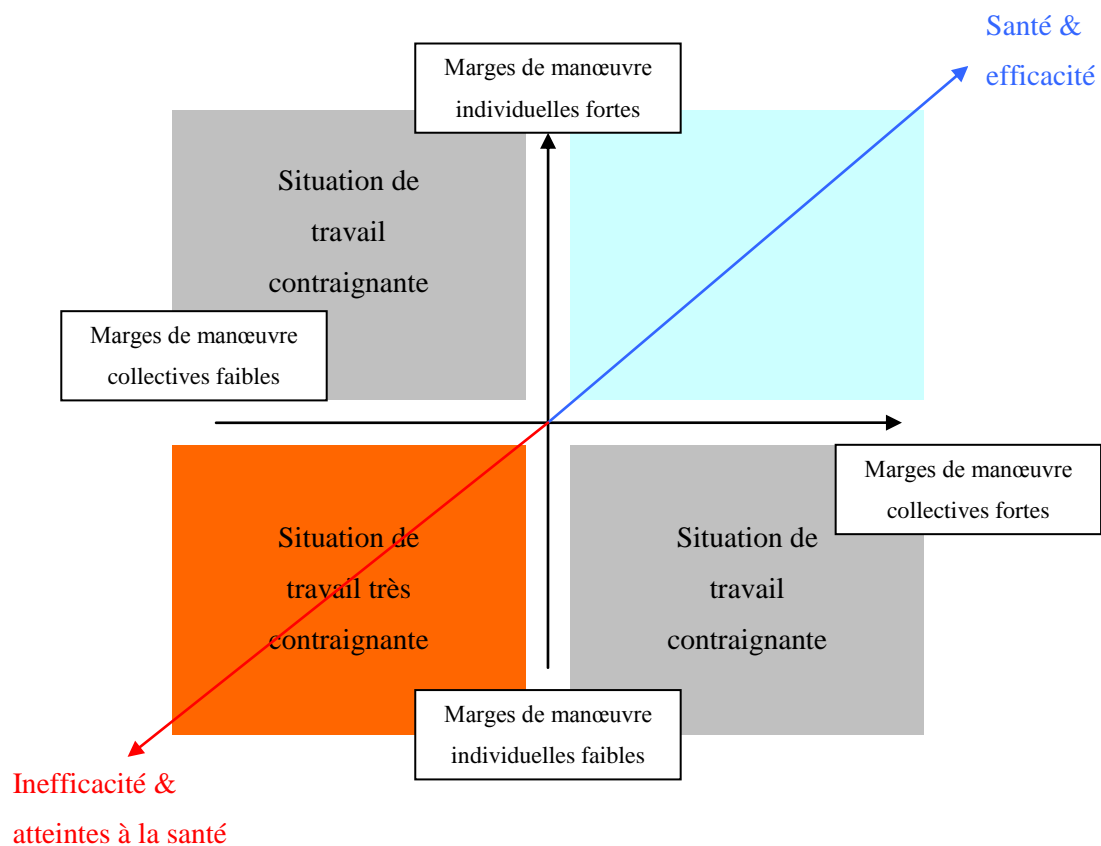 Santé &
efficacité
Marges de manœuvre
individuelles fortes
Situation de
travail
contraignante
Marges de manœuvre
collectives faibles
Marges de manœuvre
collectives fortes
Situation de
travail très
contraignante
Situation de
travail
contraignante
Marges de manœuvre
individuelles faibles
Inefficacité &
atteintes à la santé